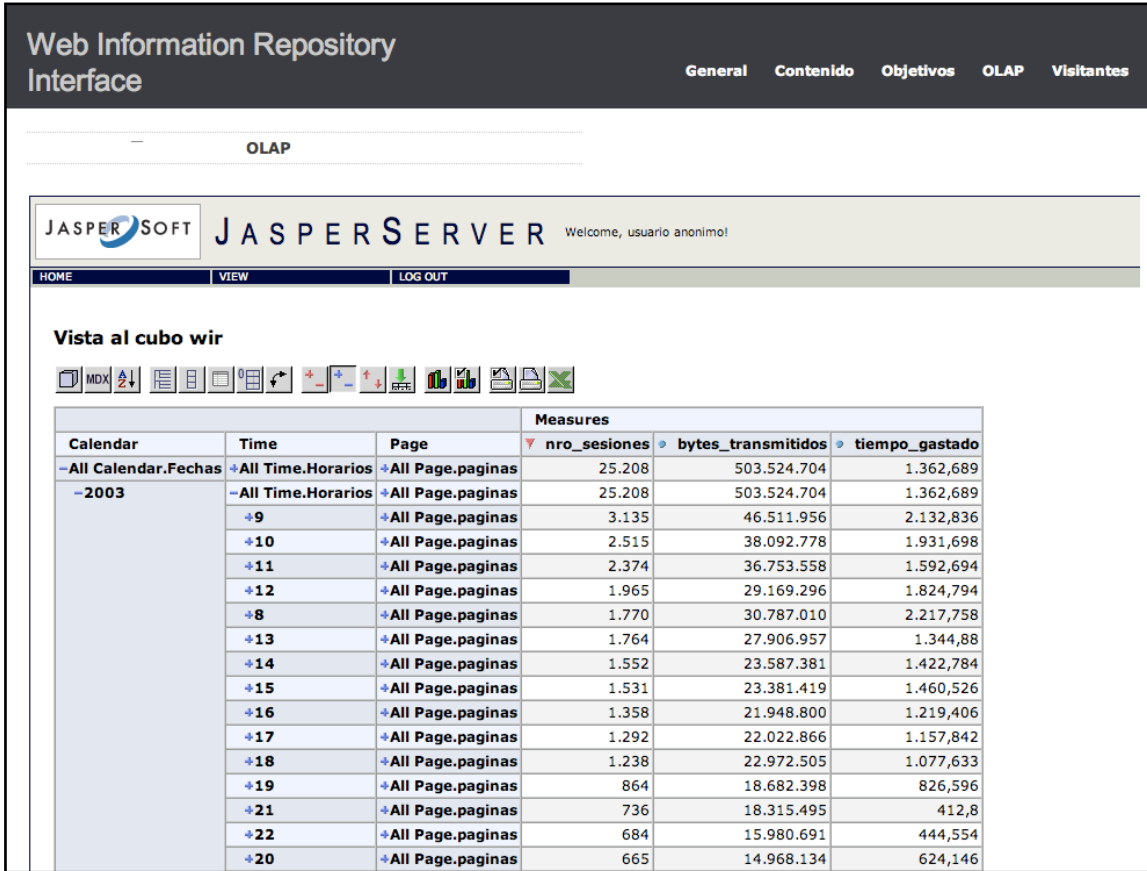 Web Information Repository
Interface
General Contenido Objetivos OLAP Visitantes
OLAP
JASPERSOFT JASPERSERVER Welcome, usuario anonimo!
HOME VIEW LOG OUT
Vista al cubo wir
MDX
Measures
Calendar Time Page nro_sesiones bytes_transmitidos tiempo_gastado
-All Calendar.Fechas +All Time.Horarios +All Page.paginas 25.208 503.524.704 1.362,689
-2003 -All Time.Horarios +All Page.paginas 25.208 503.524.704 1.362,689
+9 +All Page.paginas 3.135 46.511.956 2.132,836
+10 +All Page.paginas 2.515 38.092.778 1.931,698
+11 +All Page.paginas 2.374 36.753.558 1.592,694
+12 +All Page.paginas 1.965 29.169.296 1.824,794
+8 +All Page.paginas 1.770 30.787.010 2.217,758
+13 +All Page.paginas 1.764 27.906.957 1.344,88
+14 +All Page.paginas 1.552 23.587.381 1.422,784
+15 +All Page.paginas 1.531 23.381.419 1.460,526
+16 +All Page.paginas 1.358 21.948.800 1.219,406
+17 +All Page.paginas 1.292 22.022.866 1.157,842
+18 +All Page.paginas 1.238 22.972.505 1.077,633
+19 +All Page.paginas 864 18.682.398 826,596
+21 +All Page.paginas 736 18.315.495 412,8
+22 +All Page.paginas 684 15.980.691 444,554
+20 +All Page.paginas 665 14.968.134 624,146